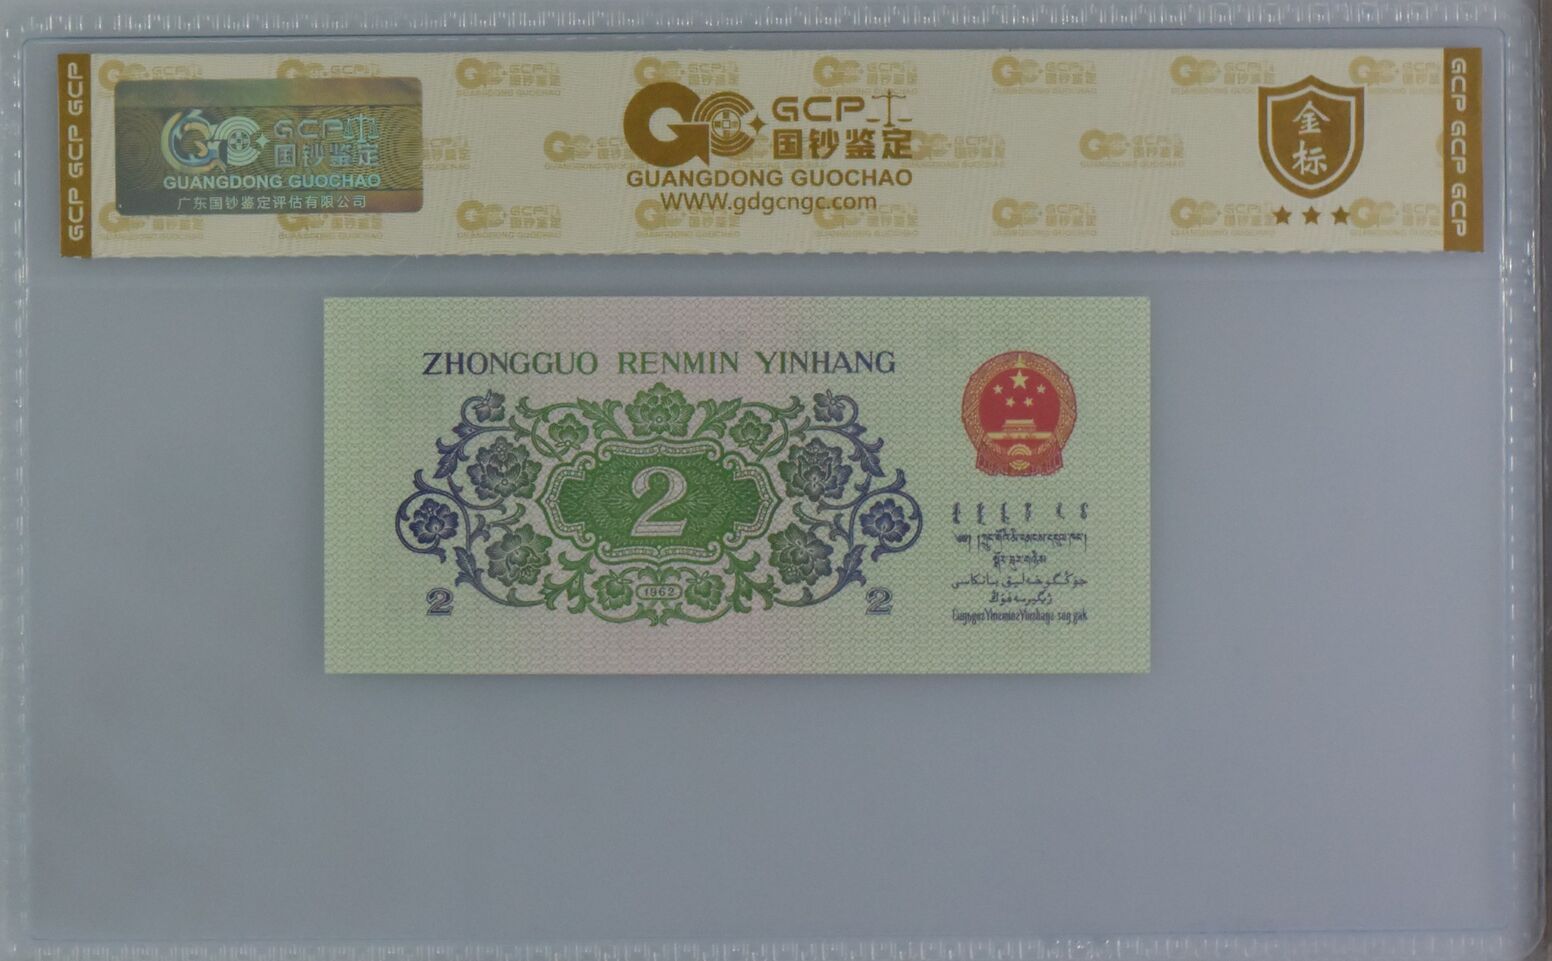 GCP GCP GCP
GCP
国钞鉴定
GUANGDONG GUOCHAO
广东国钞鉴定评估有限公司
GCP
国钞鉴定
GUANGDONG GUOCHAO
WWW.gdgcngc.com
金标
GCP GCP GCP
ZHONGGUO RENMIN YINHANG
2
1962
2
2